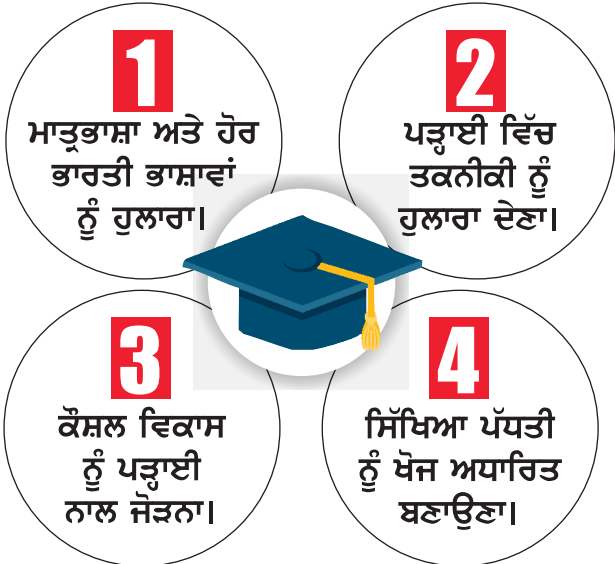 1
ਮਾਤ੍ਰਭਾਸ਼ਾ ਅਤੇ ਹੋਰ
ਭਾਰਤੀ ਭਾਸ਼ਾਵਾਂ
ਨੂੰ ਹੁਲਾਰਾ।
2
ਪੜ੍ਹਾਈ ਵਿੱਚ
ਤਕਨੀਕੀ ਨੂੰ
ਹੁਲਾਰਾ ਦੇਣਾ।
3
ਕੌਸ਼ਲ ਵਿਕਾਸ
ਨੂੰ ਪੜ੍ਹਾਈ
ਨਾਲ ਜੋੜਨਾ।
4
ਸਿੱਖਿਆ ਪੱਧਤੀ
ਨੂੰ ਖੋਜ ਅਧਾਰਿਤ
ਬਣਾਉਣਾ।